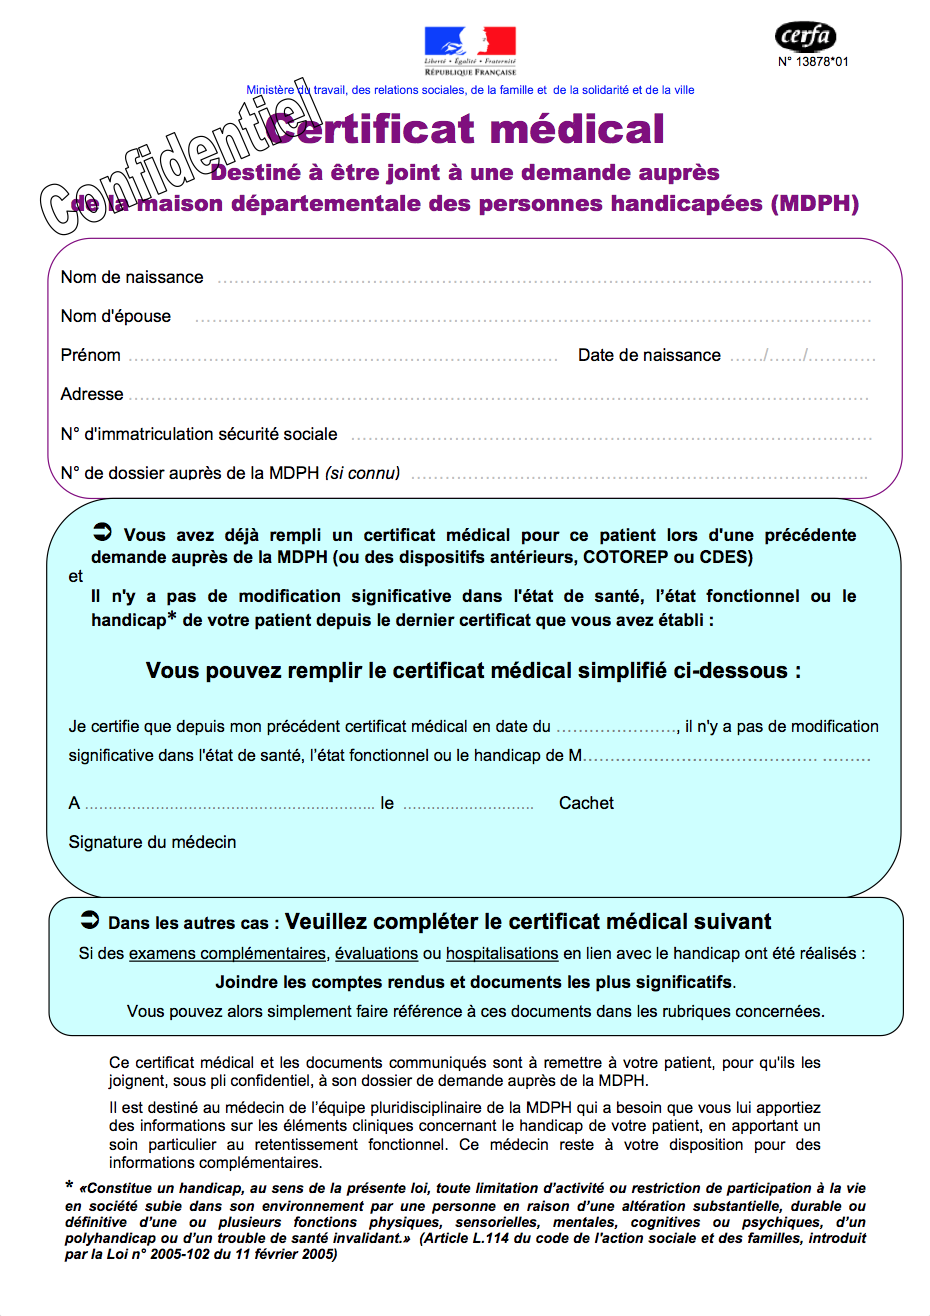 cerfa
N° 13878*01
Liberté • Égalité • Fraternité
RÉPUBLIQUE FRANÇAISE
Ministère du travail, des relations sociales, de la famille et de la solidarité et de la ville
Confidentiel
Certificat médical
Destiné à être joint à une demande auprès
de la maison départementale des personnes handicapées (MDPH)
Nom de naissance ……………………………………………………
Nom d'épouse ……………………………………………………
Prénom …………………………………… Date de naissance ……/……/…………
Adresse ……………………………………………………
N° d'immatriculation sécurité sociale ……………………………………………………
N° de dossier auprès de la MDPH (si connu) ……………………………………………………
➲ Vous avez déjà rempli un certificat médical pour ce patient lors d'une précédente
demande auprès de la MDPH (ou des dispositifs antérieurs, COTOREP ou CDES)
et
Il n'y a pas de modification significative dans l'état de santé, l’état fonctionnel ou le
handicap* de votre patient depuis le dernier certificat que vous avez établi :
Vous pouvez remplir le certificat médical simplifié ci-dessous :
Je certifie que depuis mon précédent certificat médical en date du …………………, il n'y a pas de modification
significative dans l'état de santé, l’état fonctionnel ou le handicap de M…………………………………… ………
A …………………………………………… le …………………… Cachet
Signature du médecin
➲ Dans les autres cas : Veuillez compléter le certificat médical suivant
Si des examens complémentaires, évaluations ou hospitalisations en lien avec le handicap ont été réalisés :
Joindre les comptes rendus et documents les plus significatifs.
Vous pouvez alors simplement faire référence à ces documents dans les rubriques concernées.
Ce certificat médical et les documents communiqués sont à remettre à votre patient, pour qu'ils les
joignent, sous pli confidentiel, à son dossier de demande auprès de la MDPH.
Il est destiné au médecin de l’équipe pluridisciplinaire de la MDPH qui a besoin que vous lui apportiez
des informations sur les éléments cliniques concernant le handicap de votre patient, en apportant un
soin particulier au retentissement fonctionnel. Ce médecin reste à votre disposition pour des
informations complémentaires.
* «Constitue un handicap, au sens de la présente loi, toute limitation d’activité ou restriction de participation à la vie
en société subie dans son environnement par une personne en raison d’une altération substantielle, durable ou
définitive d’une ou plusieurs fonctions physiques, sensorielles, mentales, cognitives ou psychiques, d’un
polyhandicap ou d’un trouble de santé invalidant.» (Article L.114 du code de l'action sociale et des familles, introduit
par la Loi n° 2005-102 du 11 février 2005)